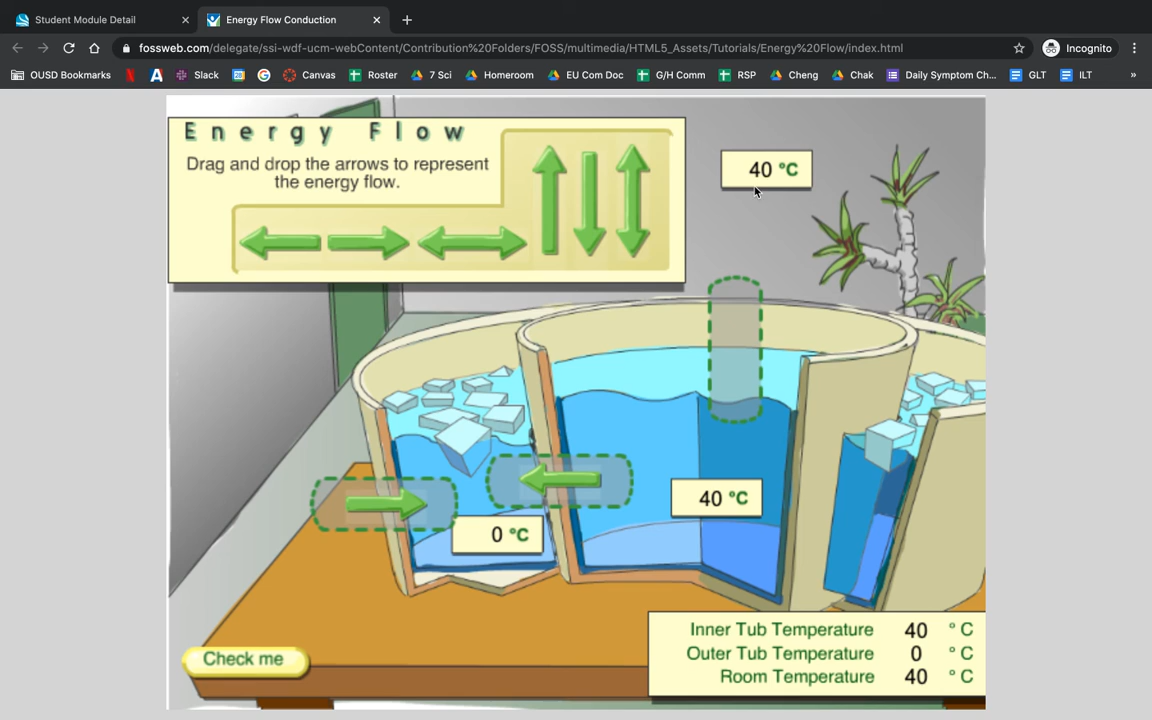 Student Module Detail
Energy Flow Conduction
fossweb.com/delegate/ssi-wdf-ucm-webContent/Contribution%20Folders/FOSS/multimedia/HTML5_Assets/Tutorials/Energy%20Flow/index.html
Incognito
OUSD Bookmarks
Slack
Canvas
Roster
7 Sci
Homeroom
EU Com Doc
G/H Comm
RSP
Cheng
Chak
Daily Symptom Ch...
GLT
ILT
»
Energy Flow
Drag and drop the arrows to represent
the energy flow.
40 °C
40 °C
0 °C
Check me
Inner Tub Temperature 40 °C
Outer Tub Temperature 0 °C
Room Temperature 40 °C